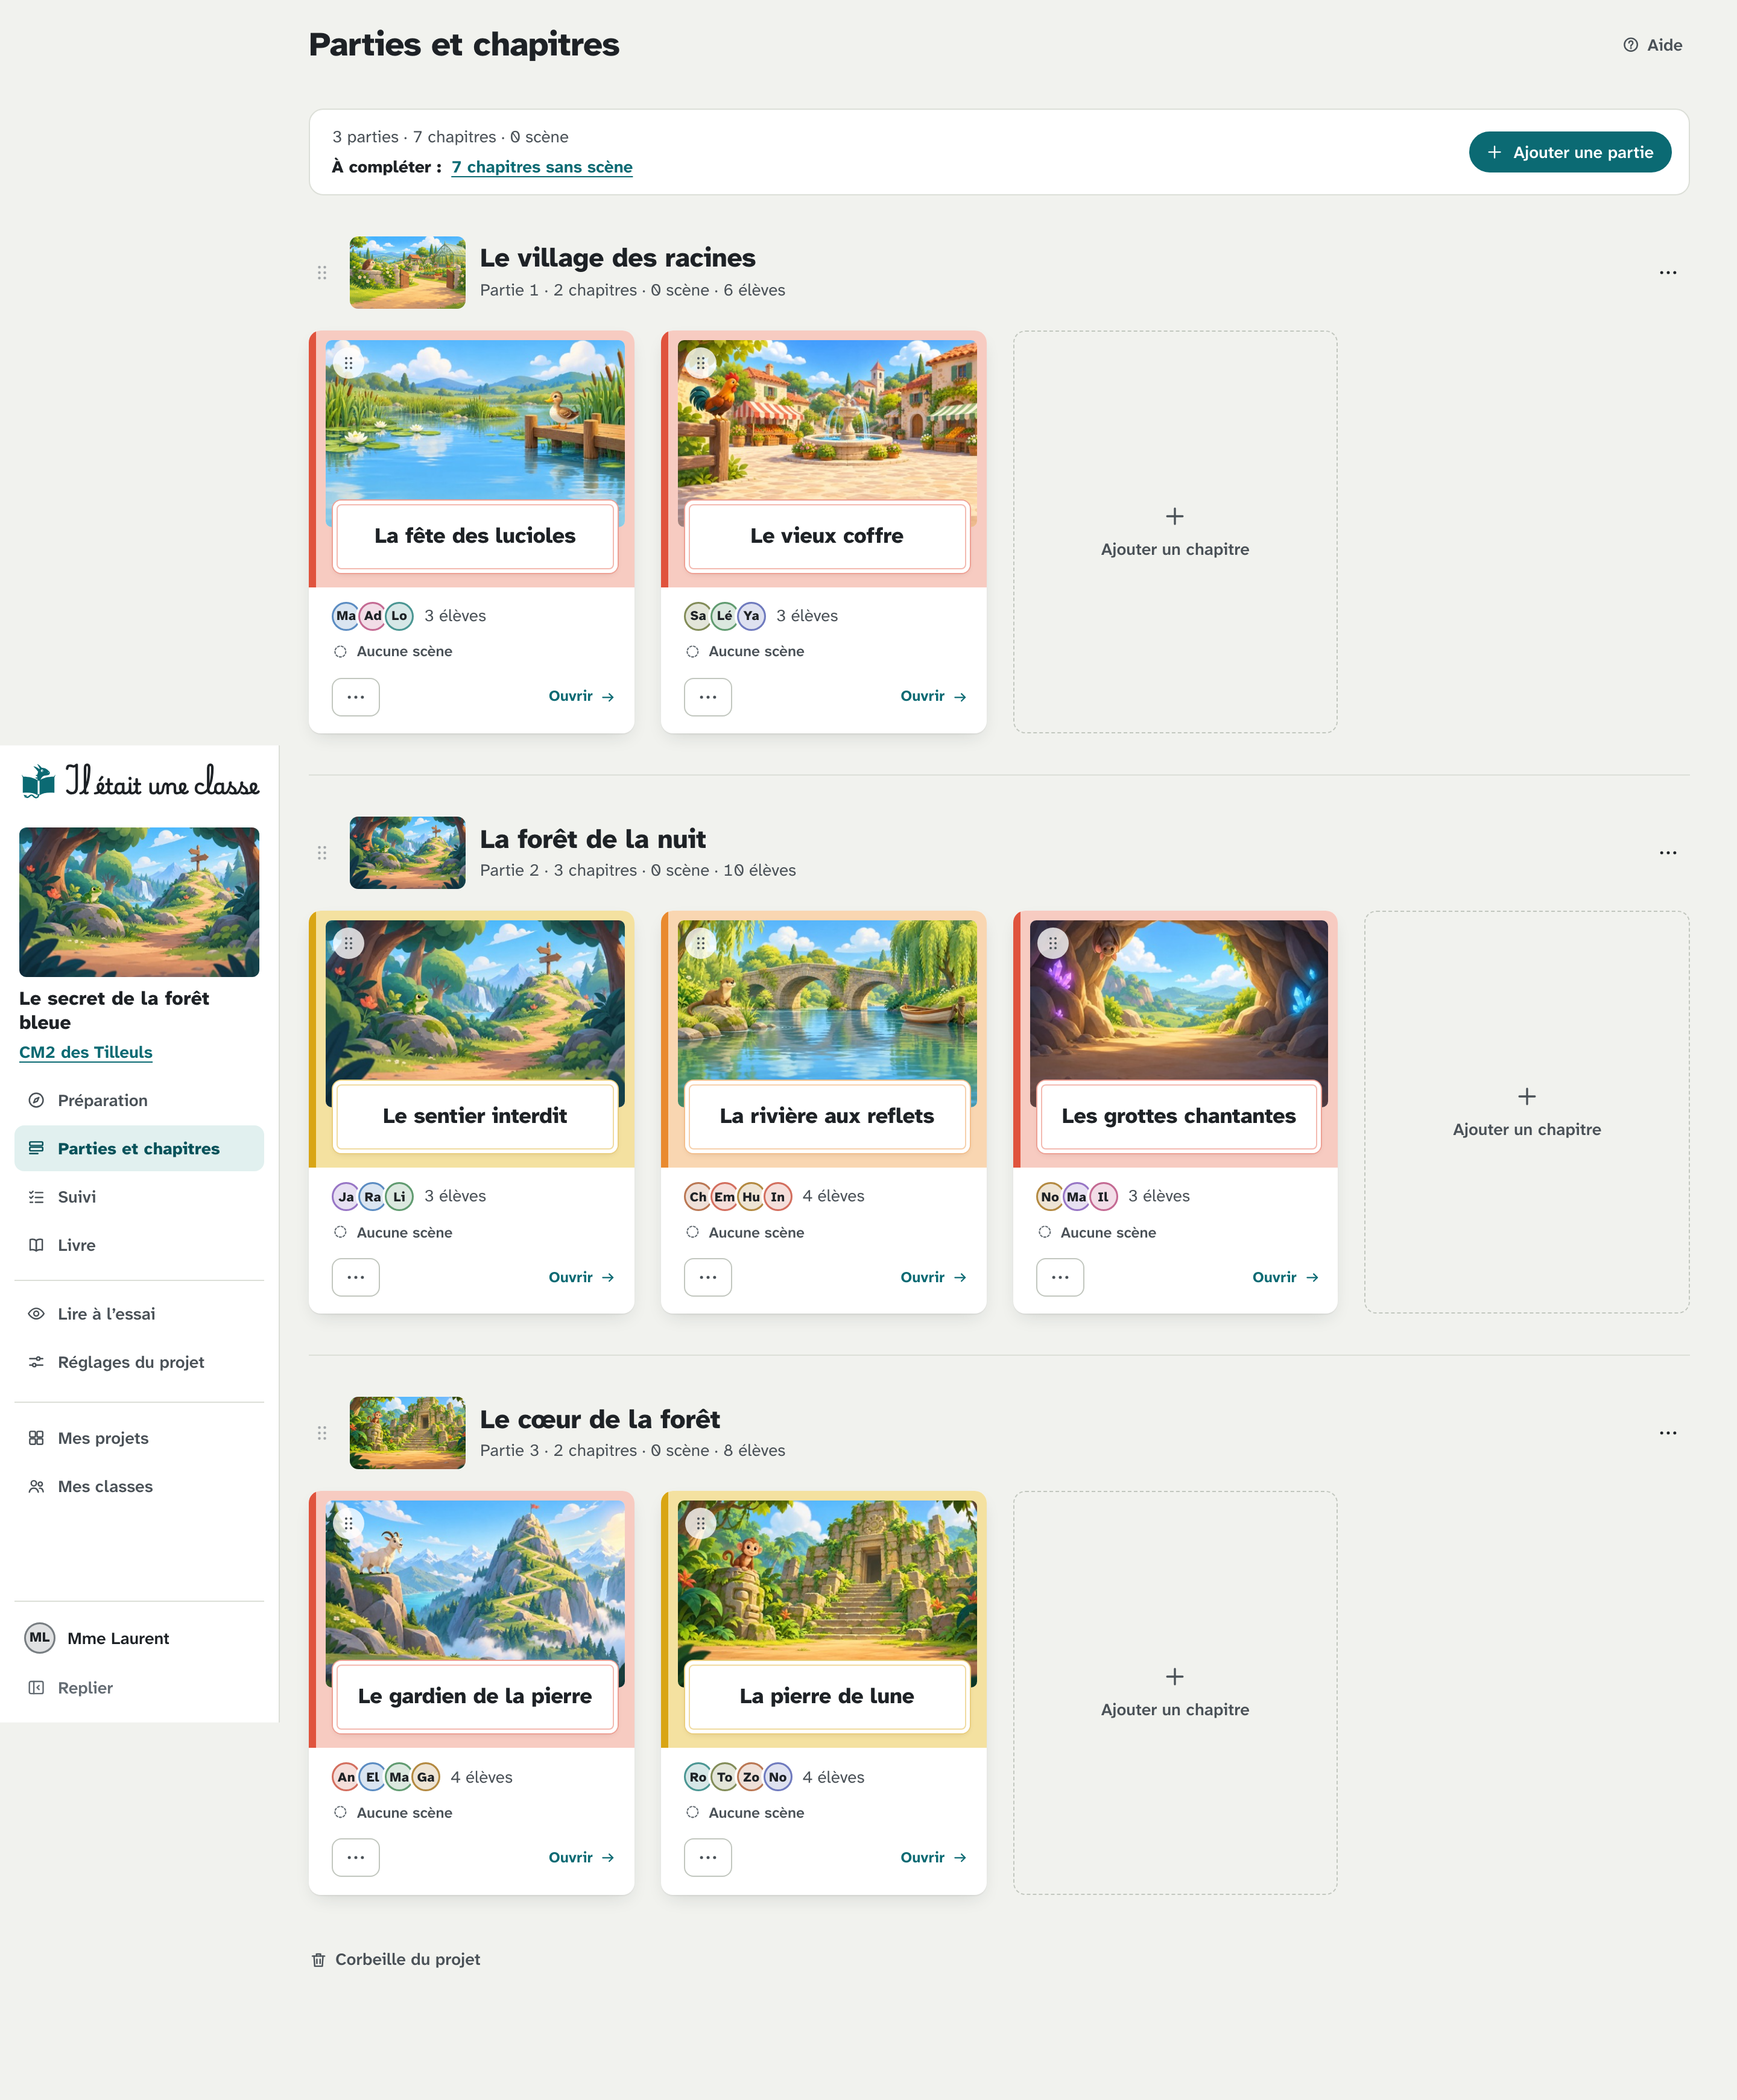 Parties et chapitres
Aide
3 parties · 7 chapitres · 0 scène
À compléter : 7 chapitres sans scène
Ajouter une partie
Le village des racines
Partie 1 · 2 chapitres · 0 scène · 6 élèves
La fête des lucioles
Ma Ad Lo 3 élèves
Aucune scène
Ouvrir
Le vieux coffre
Sa Lé Ya 3 élèves
Aucune scène
Ouvrir
Ajouter un chapitre
Il était une classe
Le secret de la forêt
bleue
CM2 des Tilleuls
Préparation
Parties et chapitres
Suivi
Livre
Lire à l’essai
Réglages du projet
Mes projets
Mes classes
ML Mme Laurent
Replier
La forêt de la nuit
Partie 2 · 3 chapitres · 0 scène · 10 élèves
Le sentier interdit
Ja Ra Li 3 élèves
Aucune scène
Ouvrir
La rivière aux reflets
Ch Em Hu In 4 élèves
Aucune scène
Ouvrir
Les grottes chantantes
No Ma Il 3 élèves
Aucune scène
Ouvrir
Ajouter un chapitre
Le cœur de la forêt
Partie 3 · 2 chapitres · 0 scène · 8 élèves
Le gardien de la pierre
An El Ma Ga 4 élèves
Aucune scène
Ouvrir
La pierre de lune
Ro To Zo No 4 élèves
Aucune scène
Ouvrir
Ajouter un chapitre
Corbeille du projet